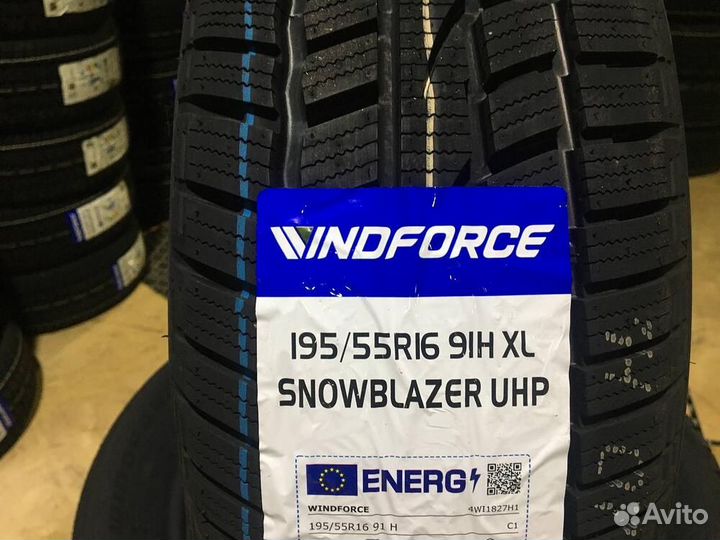 WINDFORCE
195/55R16 91H XL
SNOWBLAZER UHP
ENERG
WINDFORCE 4WI1827H1
195/55R16 91 H C1
Avito